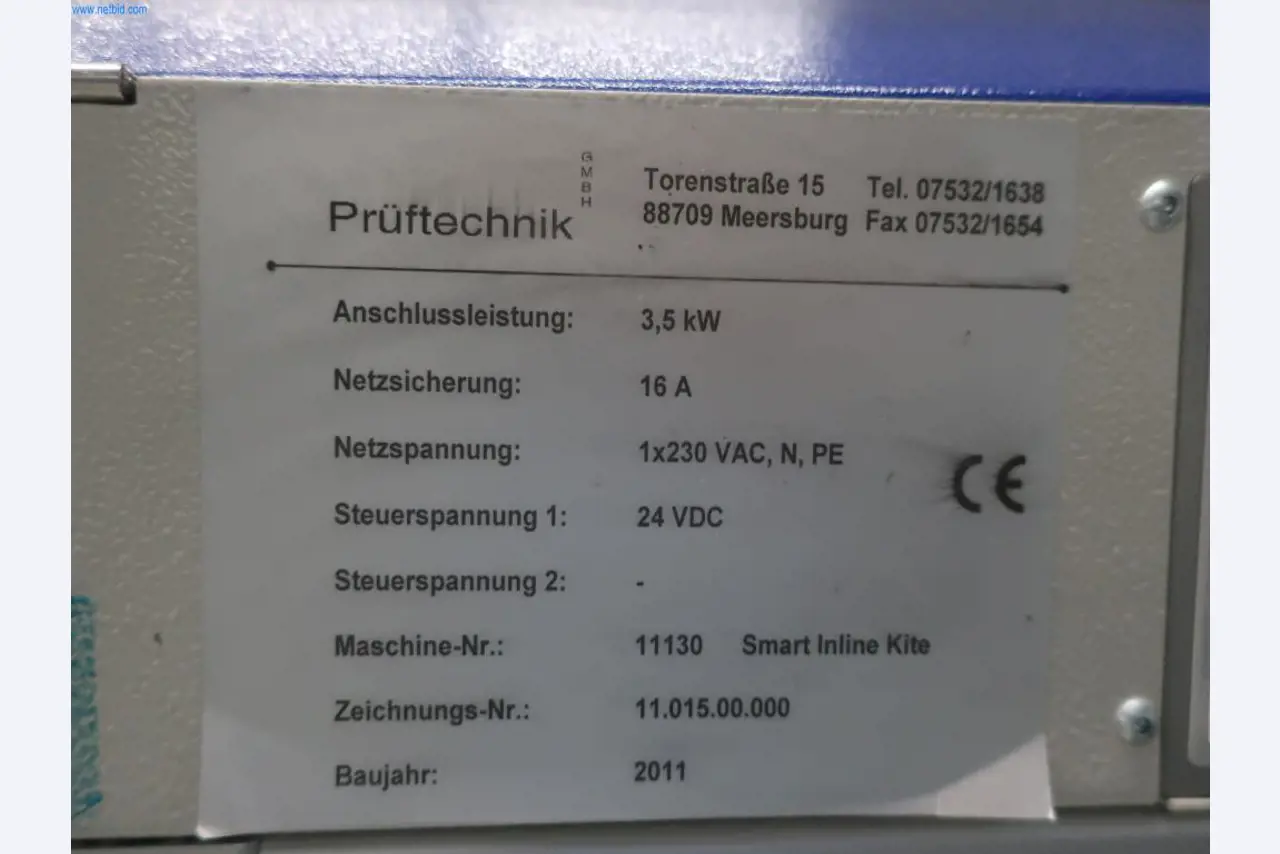 www.netbid.com
Prüftechnik GMBH
Torenstraße 15 Tel. 07532/1638
88709 Meersburg Fax 07532/1654
Anschlussleistung: 3,5 kW
Netzsicherung: 16 A
Netzspannung: 1x230 VAC, N, PE
CE
Steuerspannung 1: 24 VDC
Steuerspannung 2: -
Maschine-Nr.: 11130 Smart Inline Kite
Zeichnungs-Nr.: 11.015.00.000
Baujahr: 2011